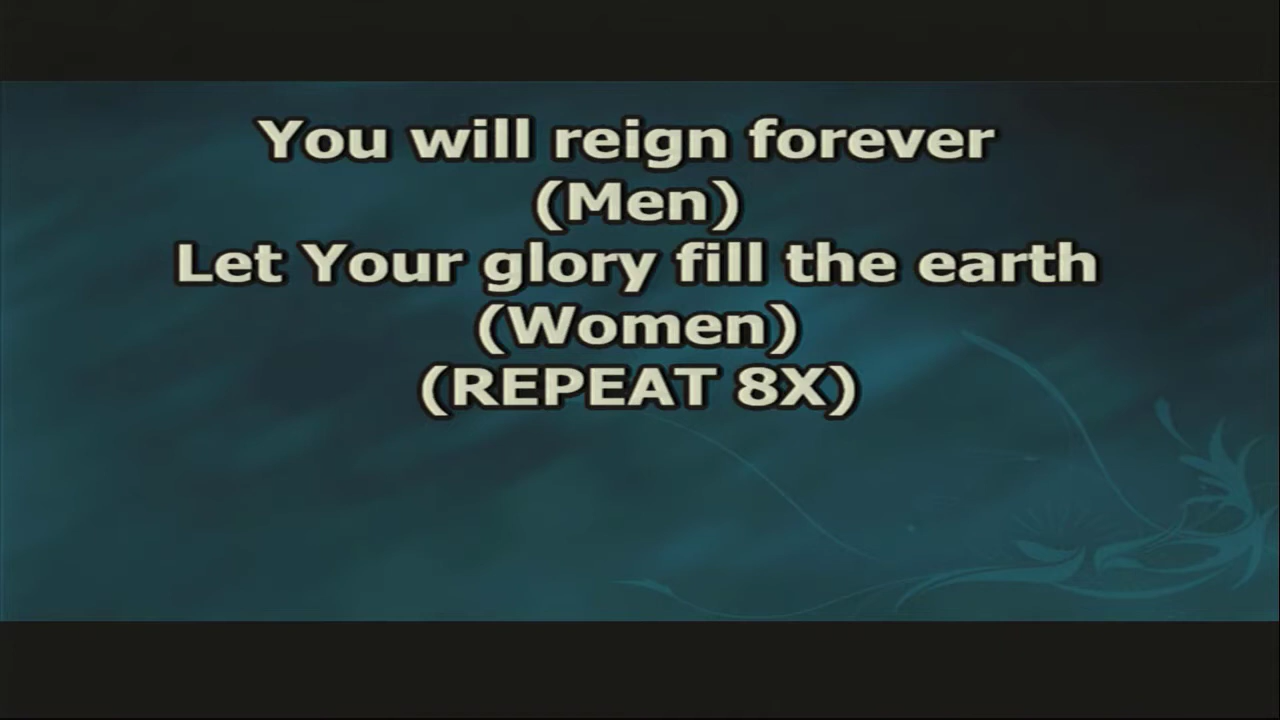 You will reign forever
(Men)
Let Your glory fill the earth
(Women)
(REPEAT 8X)